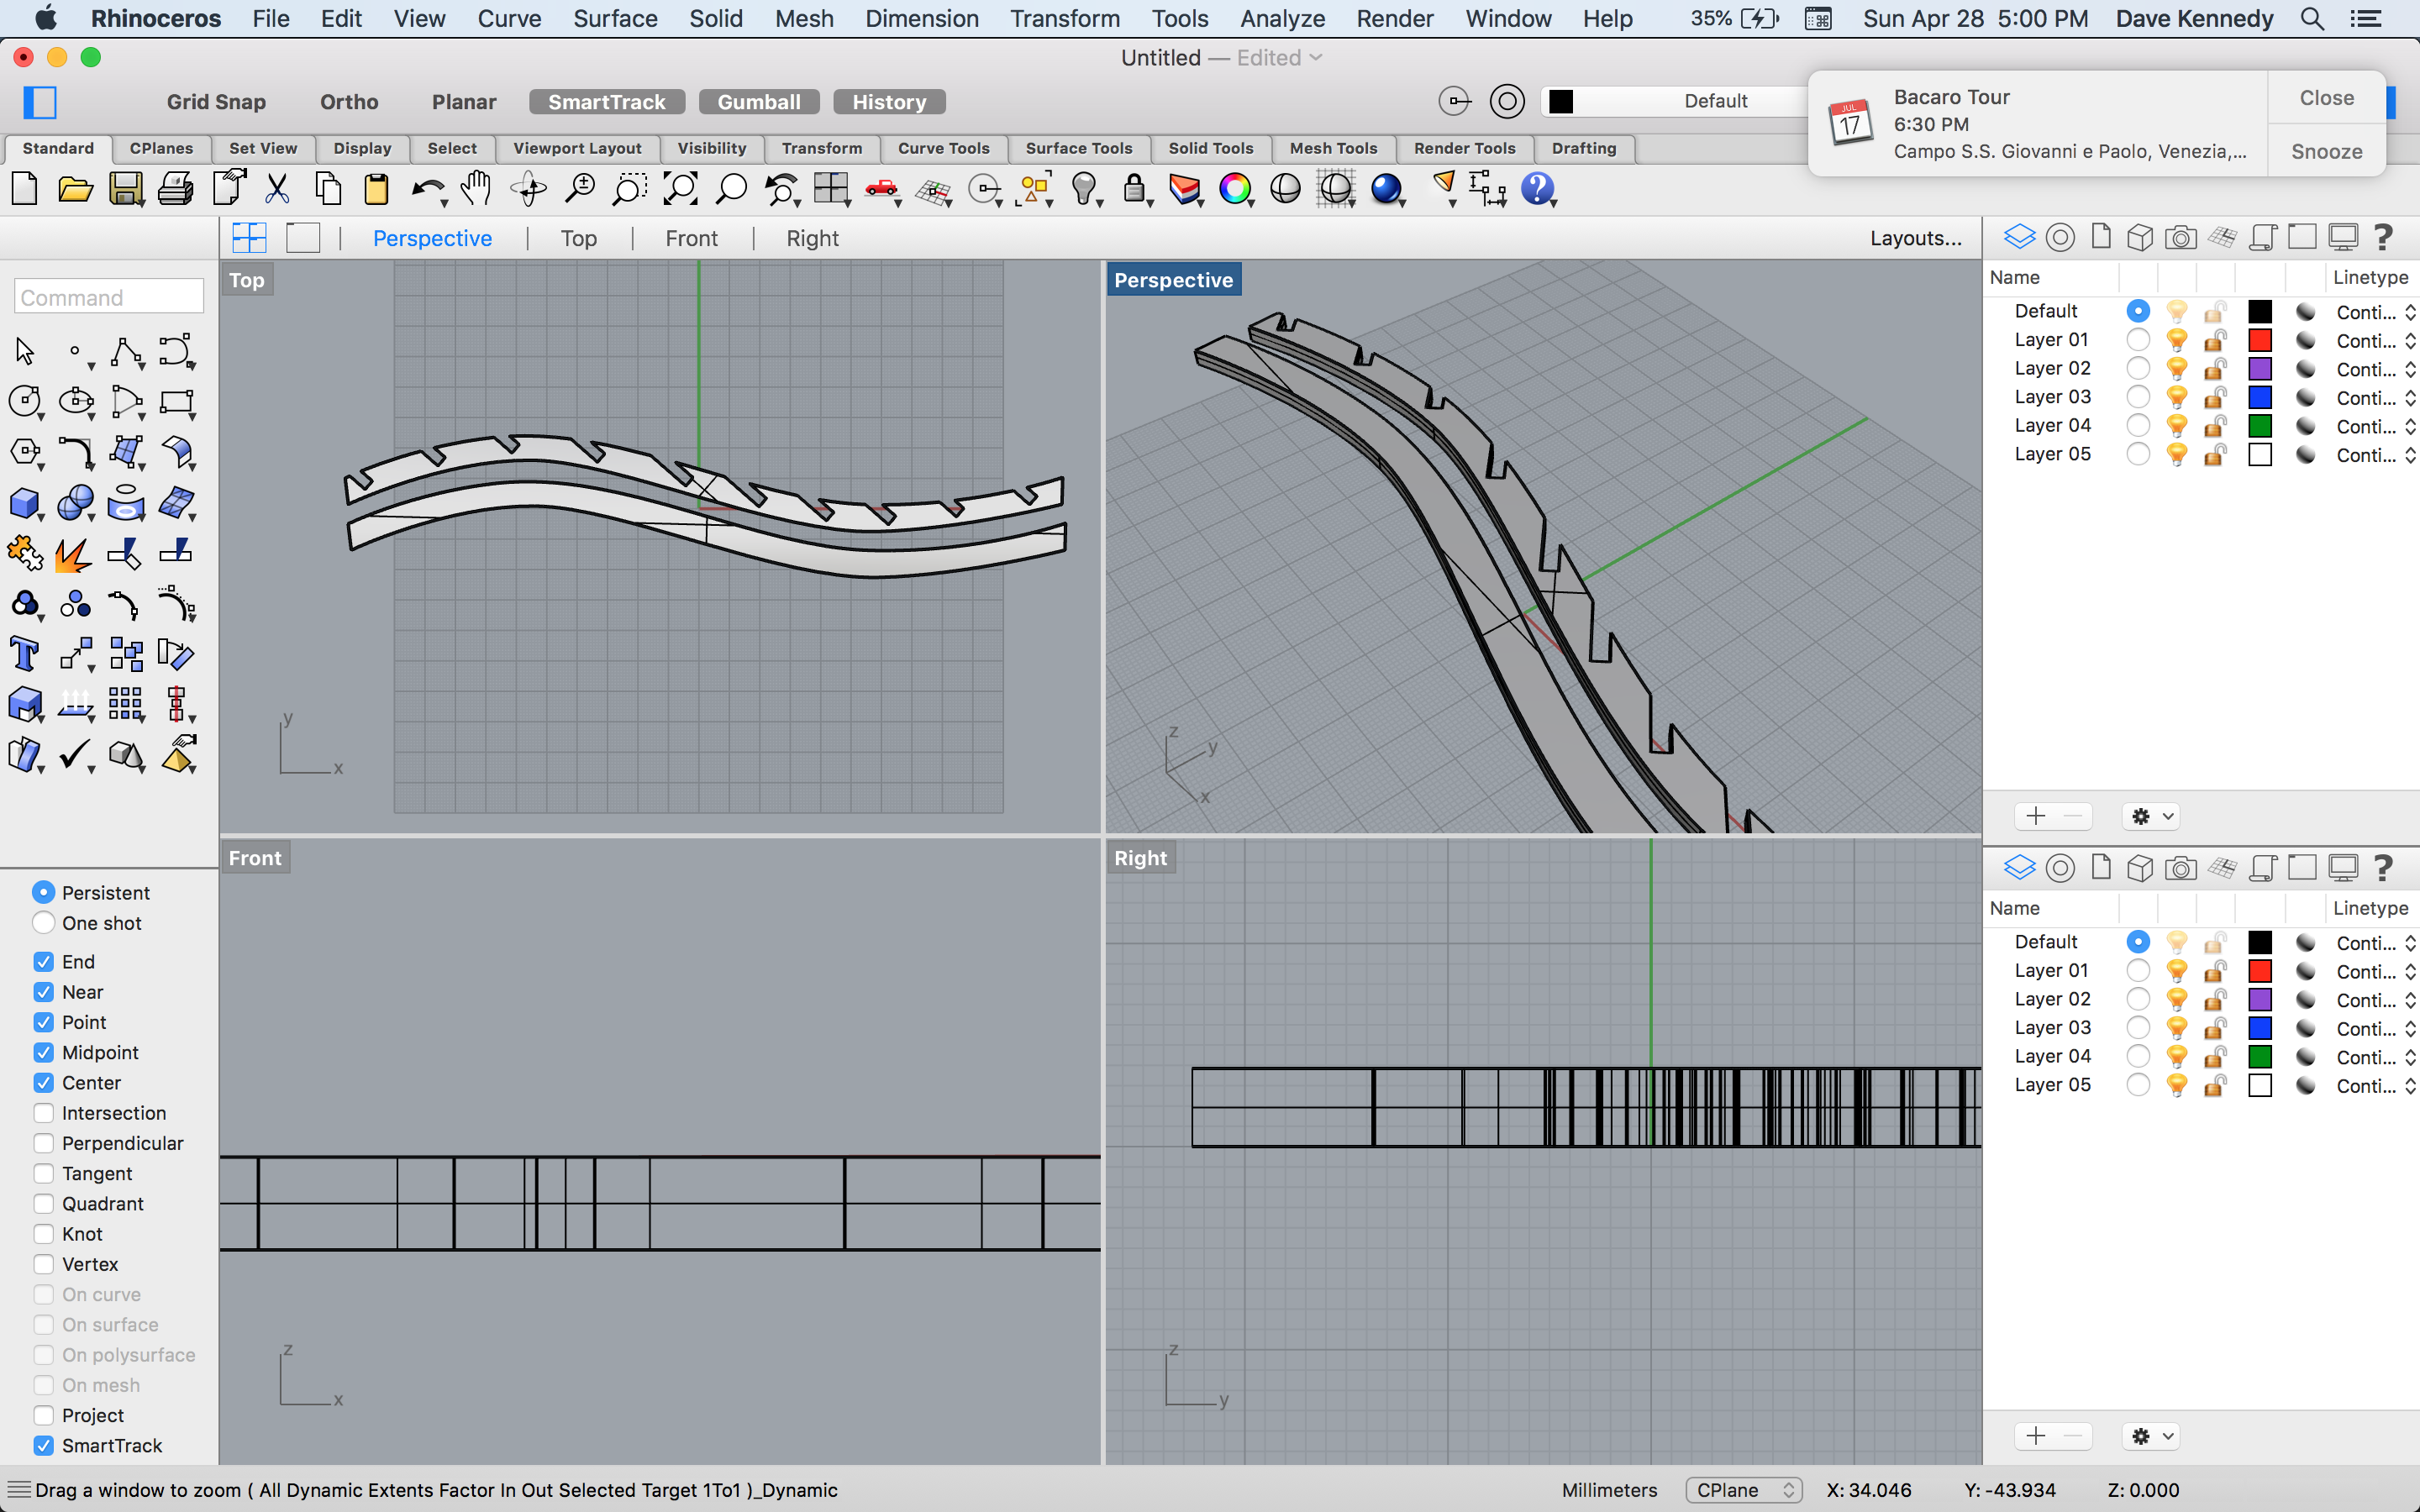 Rhinoceros File Edit View Curve Surface Solid Mesh Dimension Transform Tools Analyze Render Window Help 35% Sun Apr 28 5:00 PM Dave Kennedy
Untitled — Edited
Grid Snap Ortho Planar SmartTrack Gumball History Default
JUL
17
Bacaro Tour
6:30 PM
Campo S.S. Giovanni e Paolo, Venezia,...
Close
Snooze
Standard CPlanes Set View Display Select Viewport Layout Visibility Transform Curve Tools Surface Tools Solid Tools Mesh Tools Render Tools Drafting
Perspective Top Front Right Layouts...
Command
Top
y
x
Perspective
z
y
x
Front
z
x
Right
z
y
Persistent
One shot
End
Near
Point
Midpoint
Center
Intersection
Perpendicular
Tangent
Quadrant
Knot
Vertex
On curve
On surface
On polysurface
On mesh
Project
SmartTrack
Name Linetype
Default Conti...
Layer 01 Conti...
Layer 02 Conti...
Layer 03 Conti...
Layer 04 Conti...
Layer 05 Conti...
Name Linetype
Default Conti...
Layer 01 Conti...
Layer 02 Conti...
Layer 03 Conti...
Layer 04 Conti...
Layer 05 Conti...
Drag a window to zoom ( All Dynamic Extents Factor In Out Selected Target 1To1 )_Dynamic
Millimeters CPlane X: 34.046 Y: -43.934 Z: 0.000